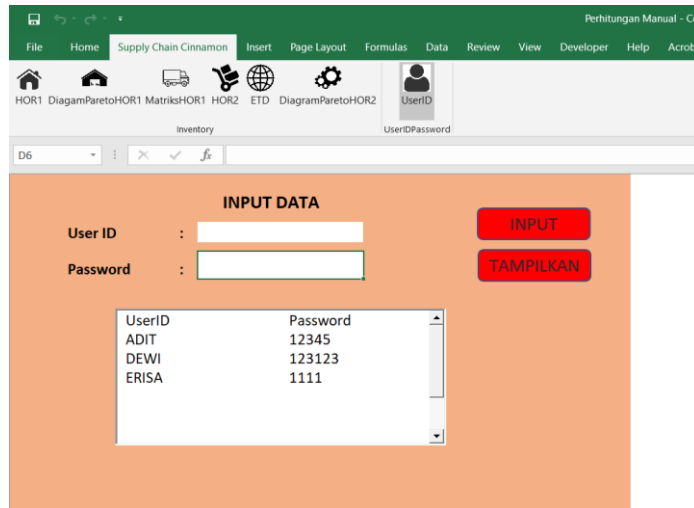 Perhitungan Manual - C
File Home Supply Chain Cinnamon Insert Page Layout Formulas Data Review View Developer Help Acrob
HOR1 DiagamParetoHOR1 MatriksHOR1 HOR2 ETD DiagramParetoHOR2 UserID
Inventory UserIDPassword
D6 fx
INPUT DATA
User ID :
INPUT
Password :
TAMPILKAN
UserID Password
ADIT 12345
DEWI 123123
ERISA 1111